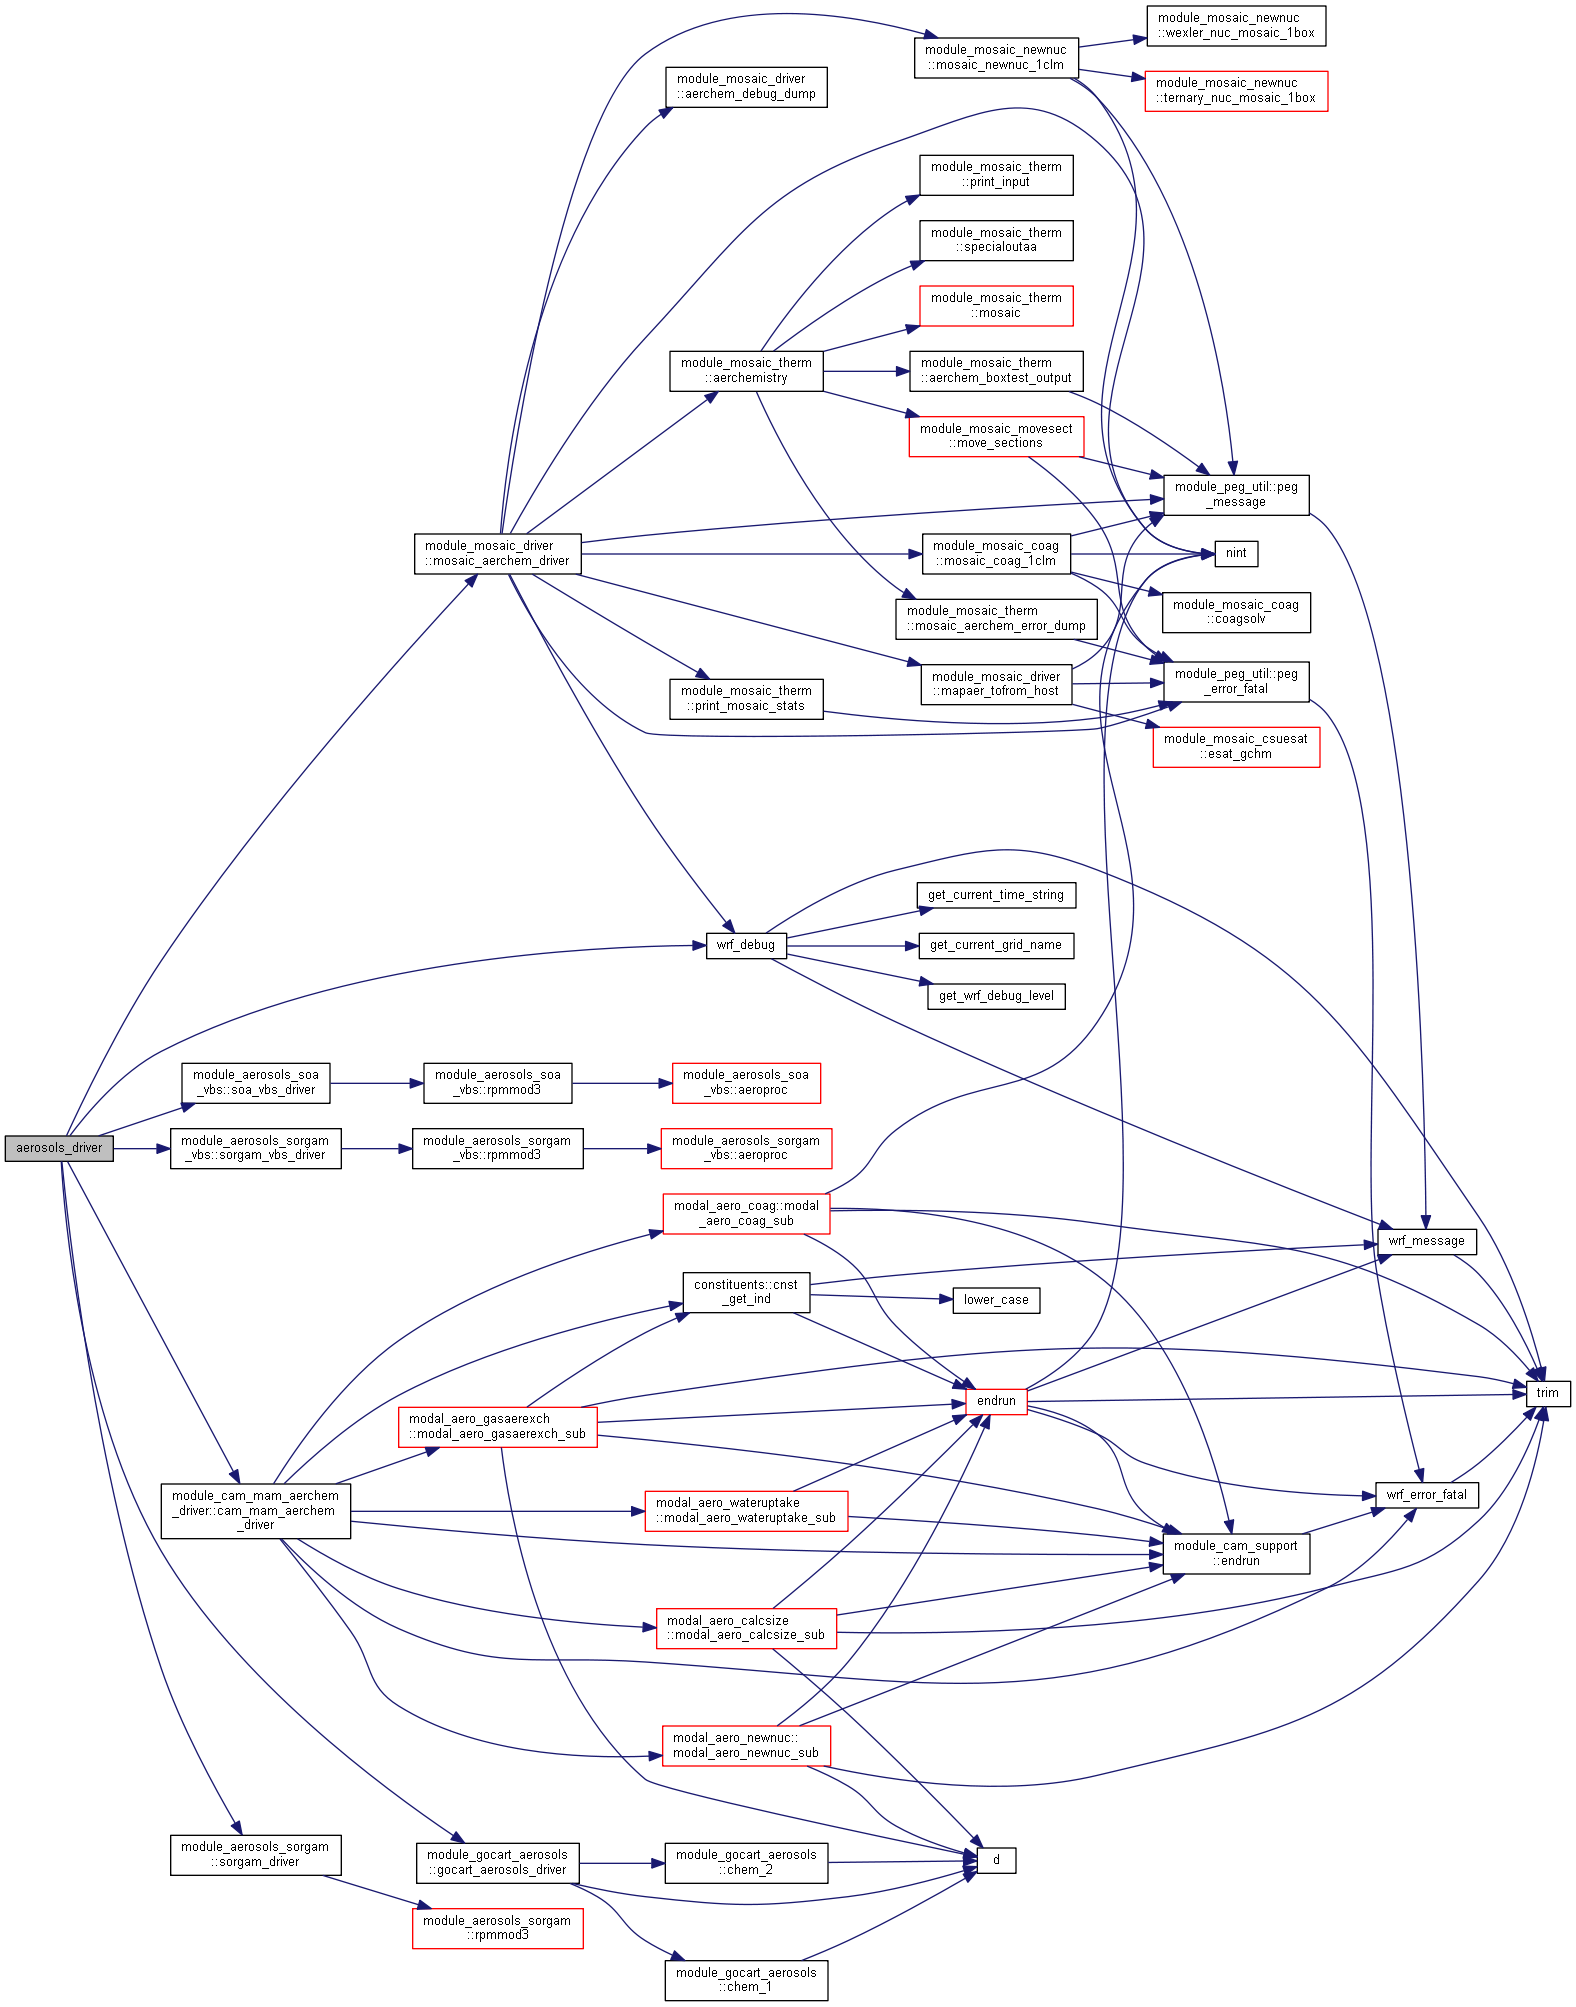 module_mosaic_newnuc
::wexler_nuc_mosaic_1box
module_mosaic_newnuc
::mosaic_newnuc_1clm
module_mosaic_driver
::aerchem_debug_dump
module_mosaic_newnuc
::ternary_nuc_mosaic_1box
module_mosaic_therm
::print_input
module_mosaic_therm
::specialoutaa
module_mosaic_therm
::mosaic
module_mosaic_therm
::aerchemistry
module_mosaic_therm
::aerchem_boxtest_output
module_mosaic_movesect
::move_sections
module_peg_util::peg
_message
module_mosaic_driver
::mosaic_aerchem_driver
module_mosaic_coag
::mosaic_coag_1clm
nint
module_mosaic_coag
::coagsolv
module_mosaic_therm
::mosaic_aerchem_error_dump
module_mosaic_driver
::mapaer_tofrom_host
module_peg_util::peg
_error_fatal
module_mosaic_therm
::print_mosaic_stats
module_mosaic_csuesat
::esat_gchm
get_current_time_string
wrf_debug
get_current_grid_name
get_wrf_debug_level
module_aerosols_soa
_vbs::soa_vbs_driver
module_aerosols_soa
_vbs::rpmmod3
module_aerosols_soa
_vbs::aeroproc
aerosols_driver
module_aerosols_sorgam
_vbs::sorgam_vbs_driver
module_aerosols_sorgam
_vbs::rpmmod3
module_aerosols_sorgam
_vbs::aeroproc
modal_aero_coag::modal
_aero_coag_sub
wrf_message
constituents::cnst
_get_ind
lower_case
endrun
trim
modal_aero_gasaerexch
::modal_aero_gasaerexch_sub
module_cam_mam_aerchem
_driver::cam_mam_aerchem
_driver
modal_aero_wateruptake
::modal_aero_wateruptake_sub
wrf_error_fatal
module_cam_support
::endrun
modal_aero_calcsize
::modal_aero_calcsize_sub
modal_aero_newnuc::
modal_aero_newnuc_sub
module_aerosols_sorgam
::sorgam_driver
module_gocart_aerosols
::gocart_aerosols_driver
module_gocart_aerosols
::chem_2
d
module_aerosols_sorgam
::rpmmod3
module_gocart_aerosols
::chem_1